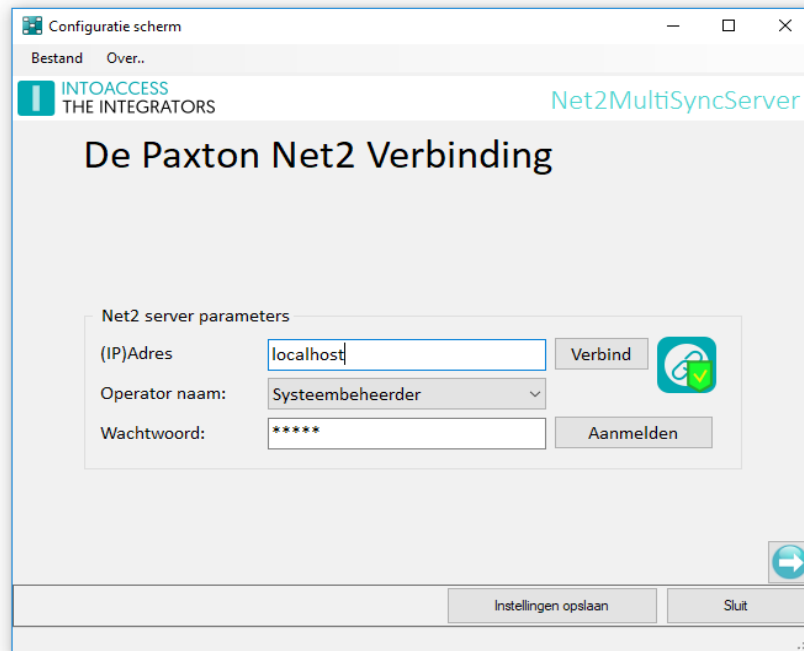 Configuratie scherm
Bestand Over..
INTOACCESS
THE INTEGRATORS
Net2MultiSyncServer
De Paxton Net2 Verbinding
Net2 server parameters
(IP)Adres localhost Verbind
Operator naam: Systeembeheerder
Wachtwoord: ***** Aanmelden
Instellingen opslaan Sluit